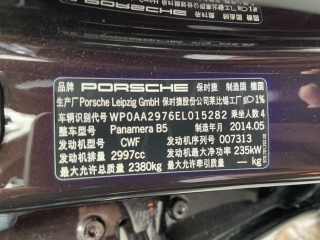 品牌 PORSCHE 保时捷 制造国 德国
生产厂 Porsche Leipzig GmbH 保时捷股份公司莱比锡工厂 1%
车辆识别代号 WP0AA2976EL015282 乘坐人数 4
整车型号 Panamera B5 制造年月 2014.05
发动机型号 CWF 发动机序号 007313
发动机排量 2997cc 发动机最大净功率 235kW
最大允许总质量 2380kg 最大允许牵引质量 — kg